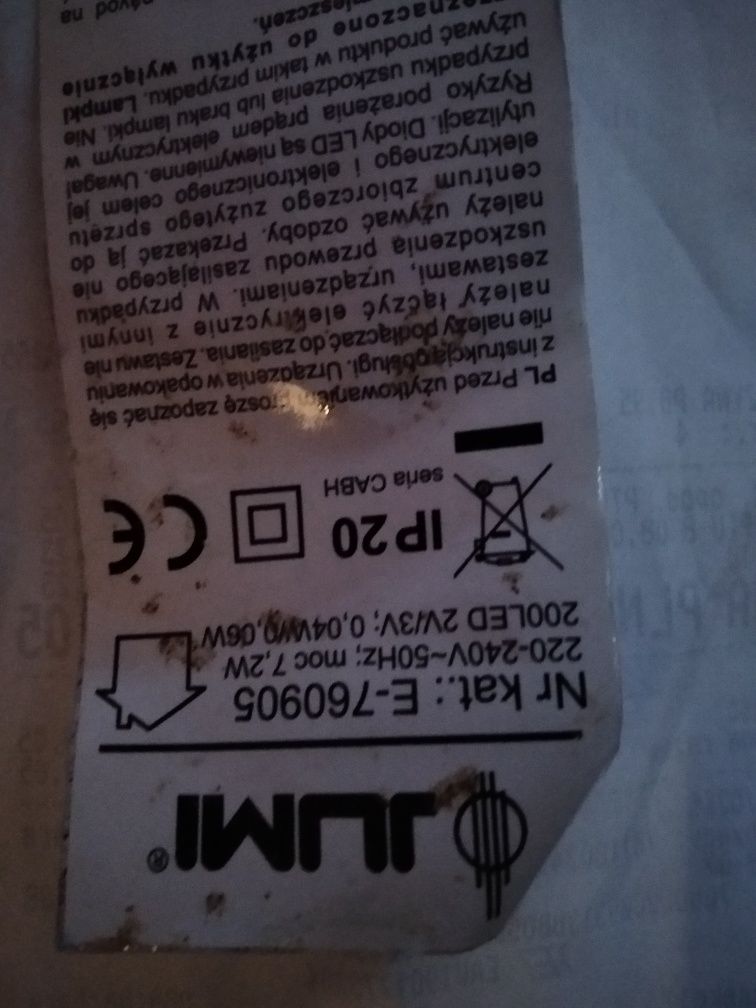 JUMI®
Nr kat.: E-760905
220-240V~50Hz; moc 7,2W
200LED 2V/3V; 0,04W/0,06W
IP20
CE
seria CABH
PL Przed użytkowaniem proszę zapoznać się
z instrukcją obsługi. Urządzenia w opakowaniu
nie należy podłączać do zasilania. Zestawu nie
należy łączyć elektrycznie z innymi
zestawami, urządzeniami. W przypadku
uszkodzenia przewodu zasilającego nie
należy używać ozdoby. Przekazać ją do
centrum zbiorczego zużytego sprzętu
elektrycznego i elektronicznego celem jej
utylizacji. Diody LED są niewymienne. Uwaga!
Ryzyko porażenia prądem elektrycznym w
przypadku uszkodzenia lub braku lampki. Nie
używać produktu w takim przypadku. Lampki
przeznaczone do użytku wyłącznie
návod na